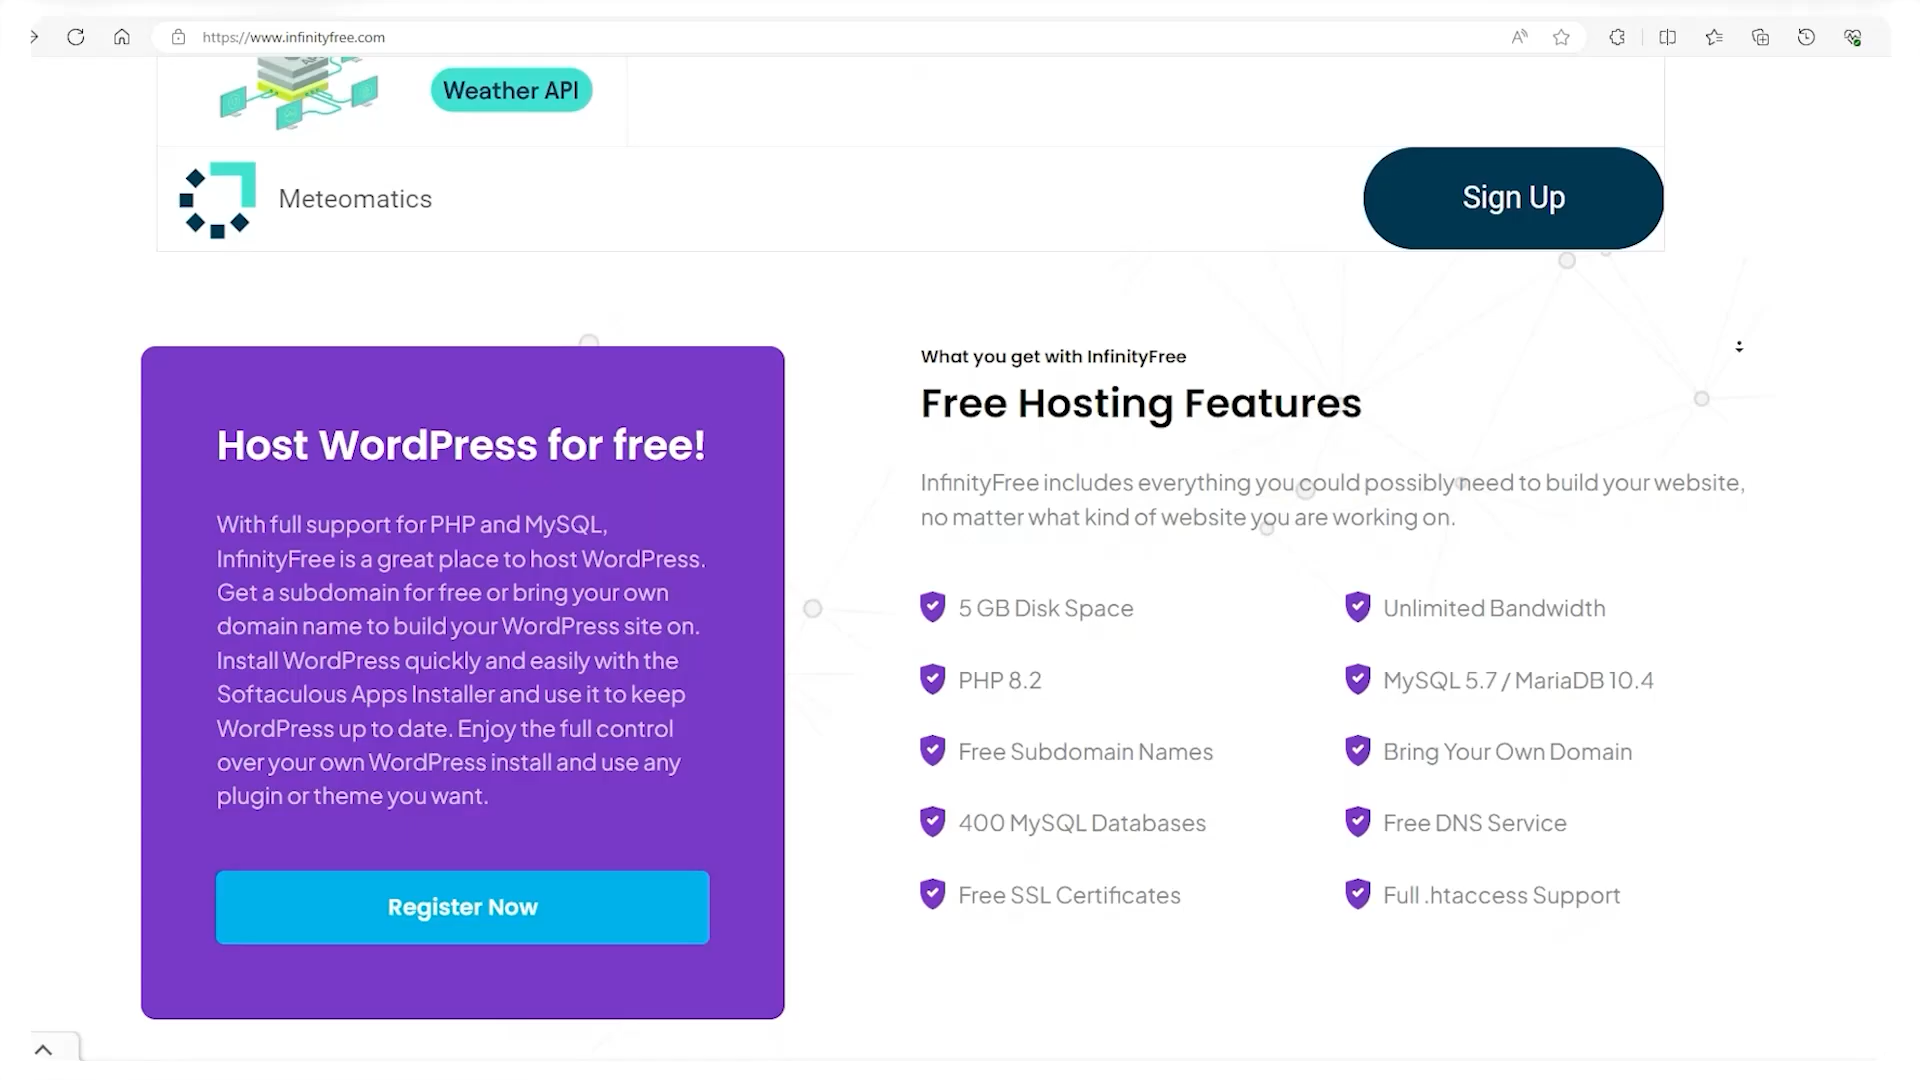 https://www.infinityfree.com
Weather API
Meteomatics
Sign Up
Host WordPress for free!
With full support for PHP and MySQL,
InfinityFree is a great place to host WordPress.
Get a subdomain for free or bring your own
domain name to build your WordPress site on.
Install WordPress quickly and easily with the
Softaculous Apps Installer and use it to keep
WordPress up to date. Enjoy the full control
over your own WordPress install and use any
plugin or theme you want.
Register Now
What you get with InfinityFree
Free Hosting Features
InfinityFree includes everything you could possibly need to build your website,
no matter what kind of website you are working on.
5 GB Disk Space
Unlimited Bandwidth
PHP 8.2
MySQL 5.7 / MariaDB 10.4
Free Subdomain Names
Bring Your Own Domain
400 MySQL Databases
Free DNS Service
Free SSL Certificates
Full .htaccess Support